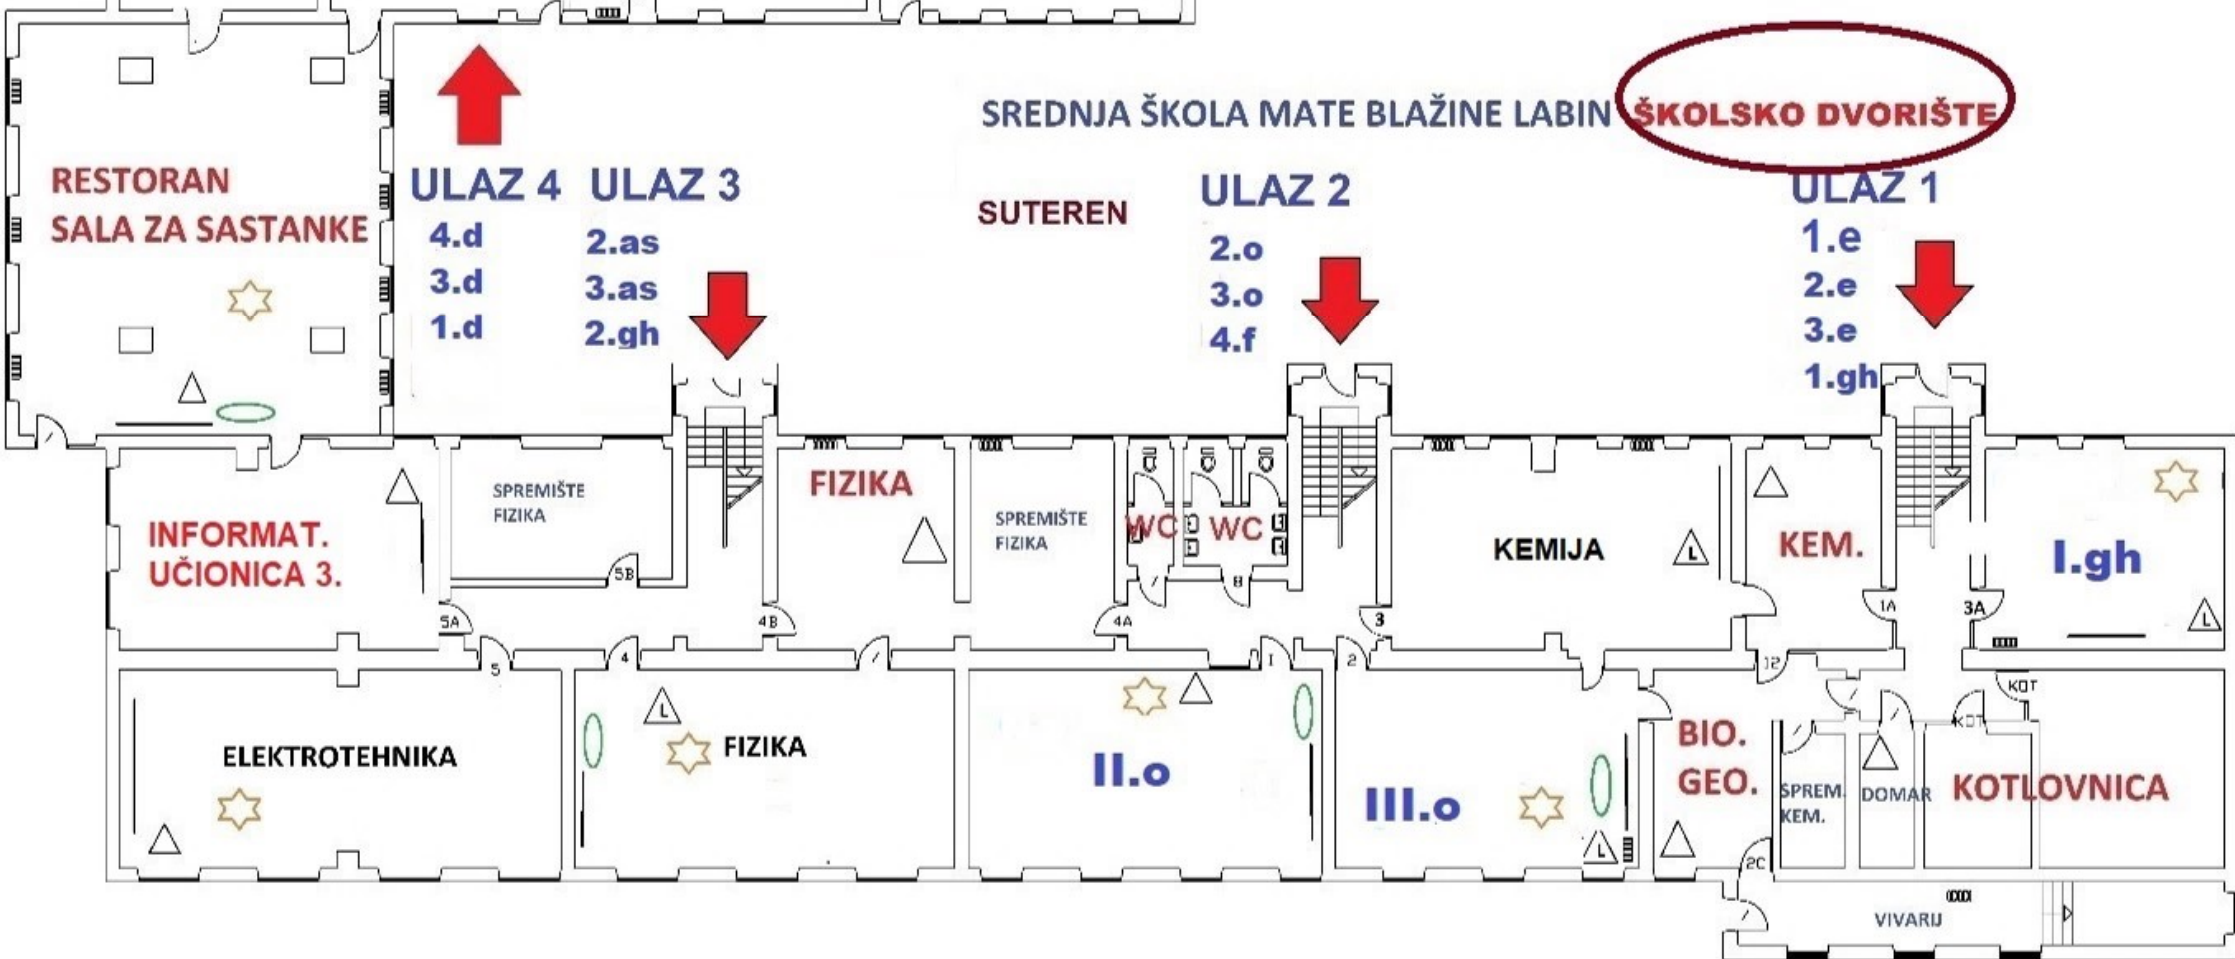 SREDNJA ŠKOLA MATE BLAŽINE LABIN ŠKOLSKO DVORIŠTE
SUTEREN
RESTORAN
SALA ZA SASTANKE
ULAZ 4
4.d
3.d
1.d
ULAZ 3
2.as
3.as
2.gh
ULAZ 2
2.o
3.o
4.f
ULAZ 1
1.e
2.e
3.e
1.gh
INFORMAT.
UČIONICA 3.
SPREMIŠTE
FIZIKA
5B
FIZIKA
SPREMIŠTE
FIZIKA
WC
WC
KEMIJA
L
KEM.
I.gh
L
5A
4B
4A
8
3
1A
3A
5
4
1
2
12
KOT
KOT
ELEKTROTEHNIKA
L
FIZIKA
II.o
III.o
L
BIO.
GEO.
2C
SPREM.
KEM.
DOMAR
KOTLOVNICA
VIVARIJ